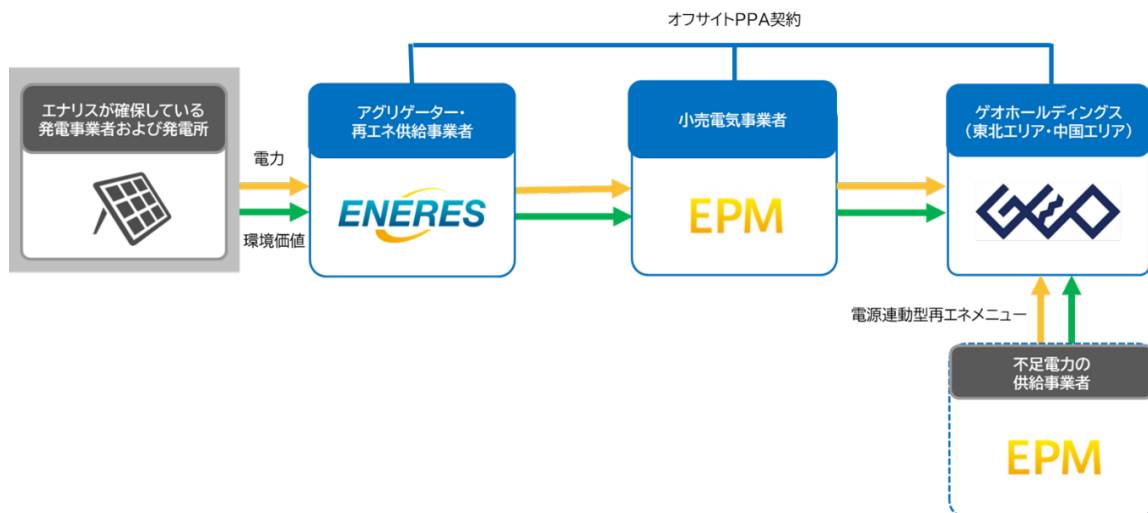 オフサイトPPA契約
エナリスが確保している
発電事業者および発電所
電力
環境価値
アグリゲーター・
再エネ供給事業者
ENERES
小売電気事業者
EPM
ゲオホールディングス
（東北エリア・中国エリア）
GEO
電源連動型再エネメニュー
不足電力の
供給事業者
EPM